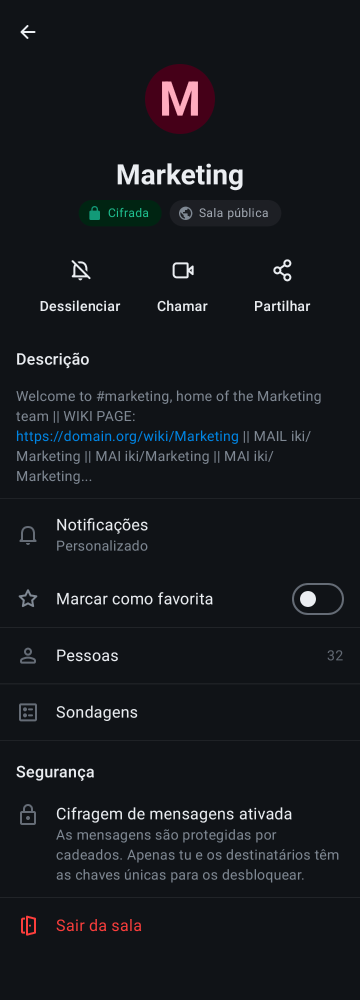 M
Marketing
Cifrada
Sala pública
Dessilenciar
Chamar
Partilhar
Descrição
Welcome to #marketing, home of the Marketing
team || WIKI PAGE:
https://domain.org/wiki/Marketing || MAIL iki/
Marketing || MAI iki/Marketing || MAI iki/
Marketing...
Notificações
Personalizado
Marcar como favorita
Pessoas
32
Sondagens
Segurança
Cifragem de mensagens ativada
As mensagens são protegidas por
cadeados. Apenas tu e os destinatários têm
as chaves únicas para os desbloquear.
Sair da sala